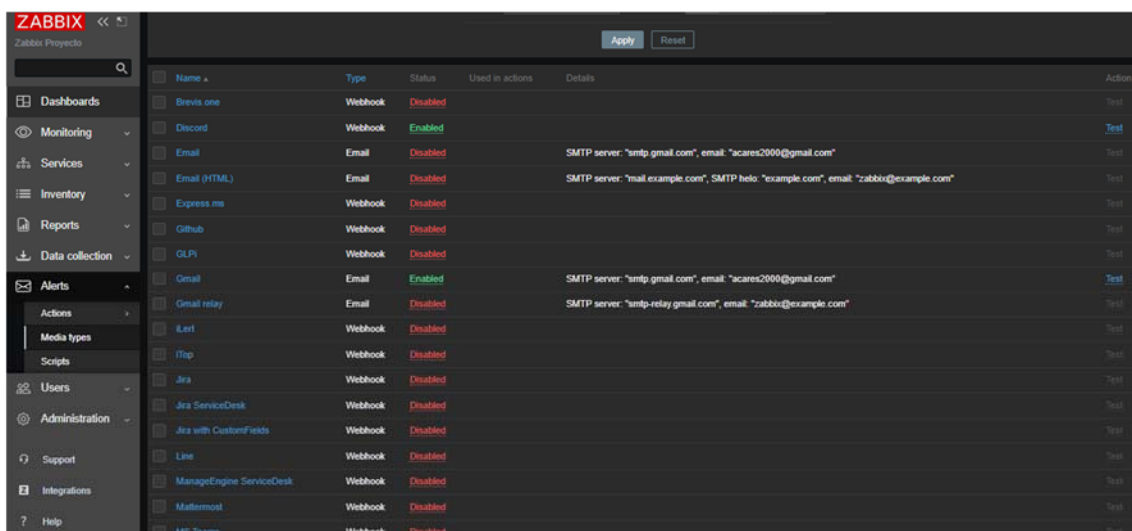 ZABBIX
Zabbix Proyecto
Dashboards
Monitoring
Services
Inventory
Reports
Data collection
Alerts
Actions
Media types
Scripts
Users
Administration
Support
Integrations
Help
Apply Reset
Name Type Status Used in actions Details Action
Brevis.one Webhook Disabled Test
Discord Webhook Enabled Test
Email Email Disabled SMTP server: "smtp.gmail.com", email: "acares2000@gmail.com" Test
Email (HTML) Email Disabled SMTP server: "mail.example.com", SMTP helo: "example.com", email: "zabbix@example.com" Test
Express.ms Webhook Disabled Test
Github Webhook Disabled Test
GLPi Webhook Disabled Test
Gmail Email Enabled SMTP server: "smtp.gmail.com", email: "acares2000@gmail.com" Test
Gmail relay Email Disabled SMTP server: "smtp-relay.gmail.com", email: "zabbix@example.com" Test
iLert Webhook Disabled Test
iTop Webhook Disabled Test
Jira Webhook Disabled Test
Jira ServiceDesk Webhook Disabled Test
Jira with CustomFields Webhook Disabled Test
Line Webhook Disabled Test
ManageEngine ServiceDesk Webhook Disabled Test
Mattermost Webhook Disabled Test
MS Teams Webhook Disabled